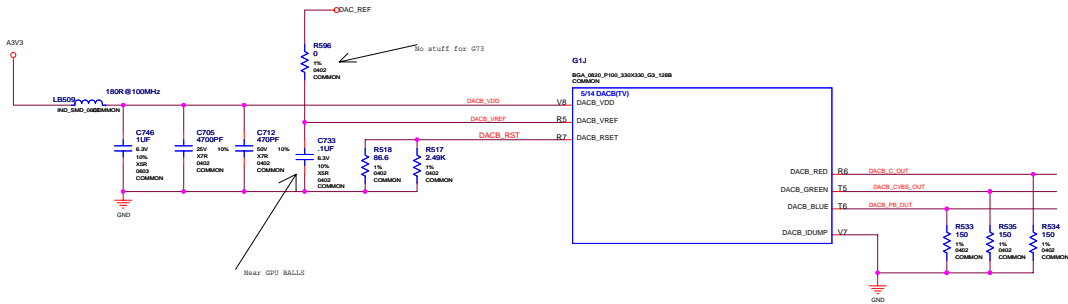 DAC_REF
A3V3
R596
0
1%
0402
COMMON
No stuff for G73
G1J
BGA_0820_P100_330X330_G3_128B
COMMON
5/14 DACB(TV)
180R@100MHz
LB509
COMMON
DACB_VDD
V8
DACB_VDD
DACB_VREF
R5
DACB_VREF
DACB_RST
R7
DACB_RSET
C746
1UF
6.3V
10%
X5R
0603
COMMON
C705
4700PF
25V
10%
X7R
0402
COMMON
C712
470PF
50V
10%
X7R
0402
COMMON
C733
.1UF
6.3V
10%
X5R
0402
COMMON
R518
86.6
1%
0402
COMMON
R517
2.49K
1%
0402
COMMON
GND
Near GPU BALLS
DACB_RED
R6
DACB_C_OUT
DACB_GREEN
T5
DACB_CVBS_OUT
DACB_BLUE
T6
DACB_PB_OUT
DACB_IDUMP
V7
R533
150
1%
0402
COMMON
R535
150
1%
0402
COMMON
R534
150
1%
0402
COMMON
GND